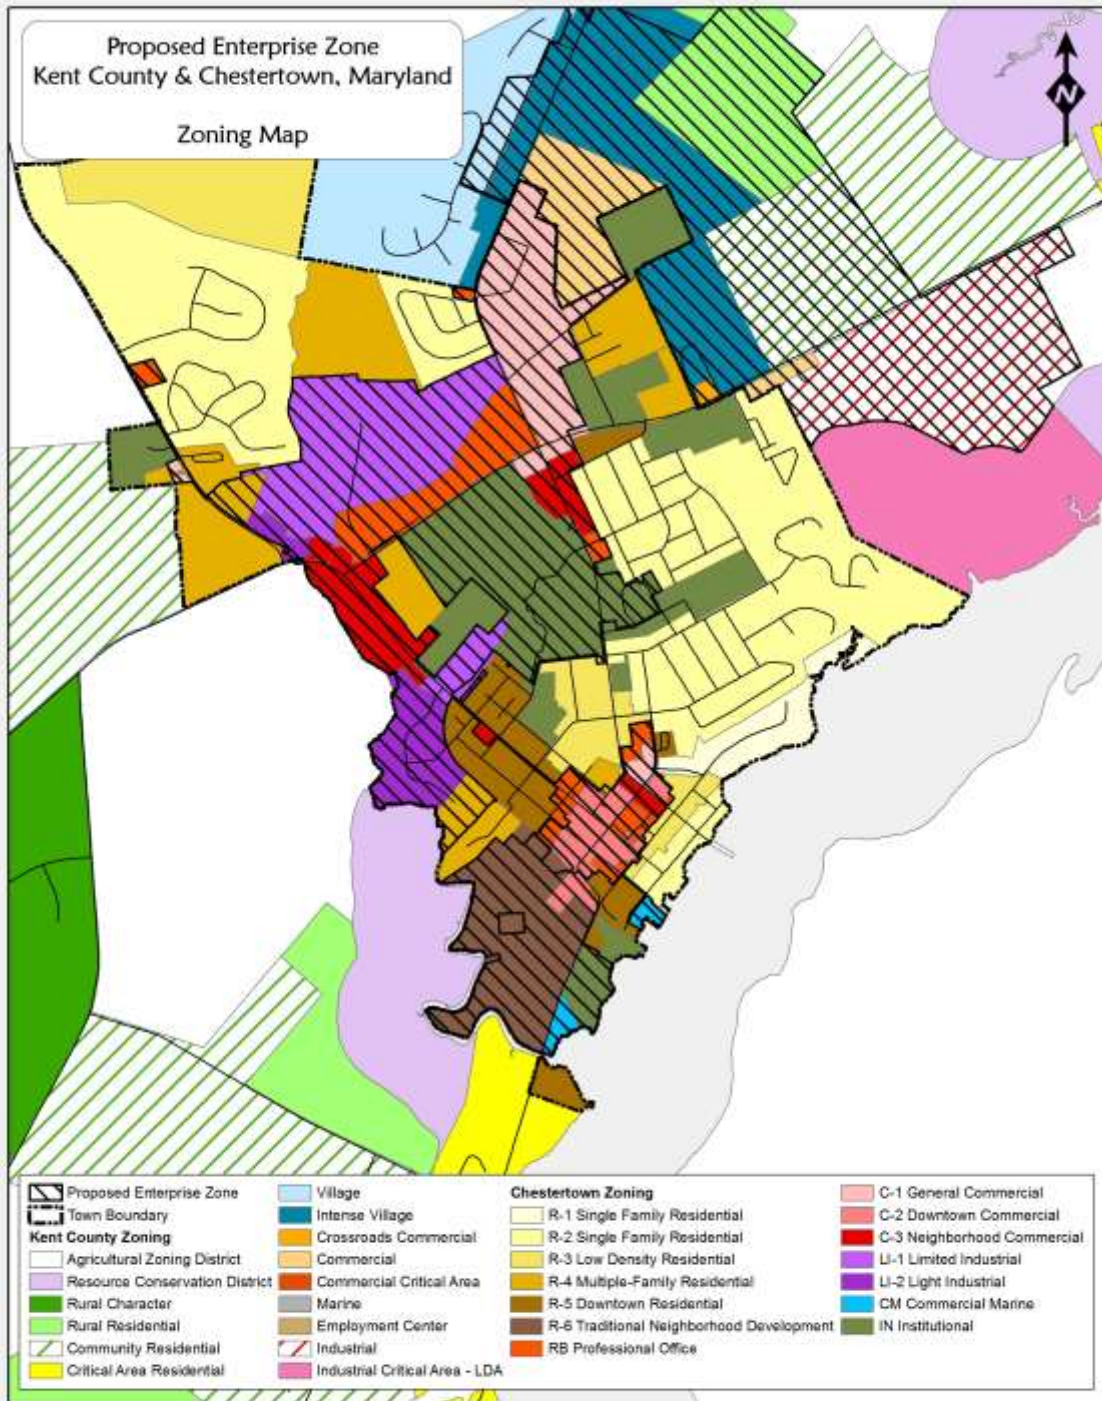 Proposed Enterprise Zone
Kent County & Chestertown, Maryland
Zoning Map
N
Proposed Enterprise Zone
Town Boundary
Kent County Zoning
Agricultural Zoning District
Resource Conservation District
Rural Character
Rural Residential
Community Residential
Critical Area Residential
Village
Intense Village
Crossroads Commercial
Commercial
Commercial Critical Area
Marine
Employment Center
Industrial
Industrial Critical Area - LDA
Chestertown Zoning
R-1 Single Family Residential
R-2 Single Family Residential
R-3 Low Density Residential
R-4 Multiple-Family Residential
R-5 Downtown Residential
R-6 Traditional Neighborhood Development
RB Professional Office
C-1 General Commercial
C-2 Downtown Commercial
C-3 Neighborhood Commercial
LI-1 Limited Industrial
LI-2 Light Industrial
CM Commercial Marine
IN Institutional